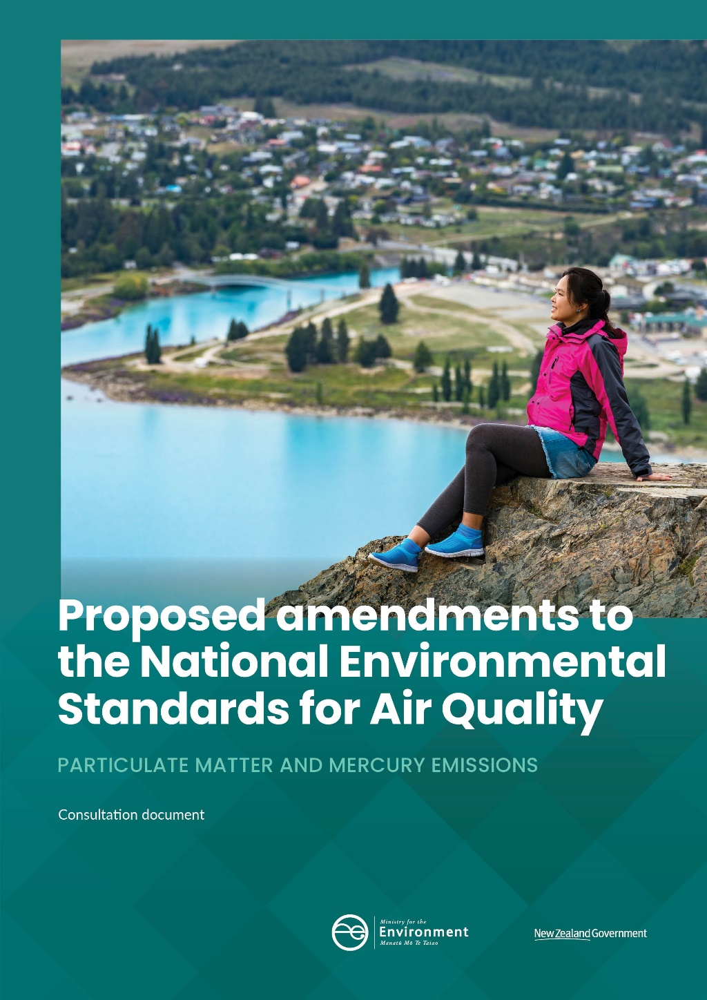 Proposed amendments to
the National Environmental
Standards for Air Quality
PARTICULATE MATTER AND MERCURY EMISSIONS
Consultation document
Ministry for the
Environment
Manatū Mō Te Taiao
New Zealand Government